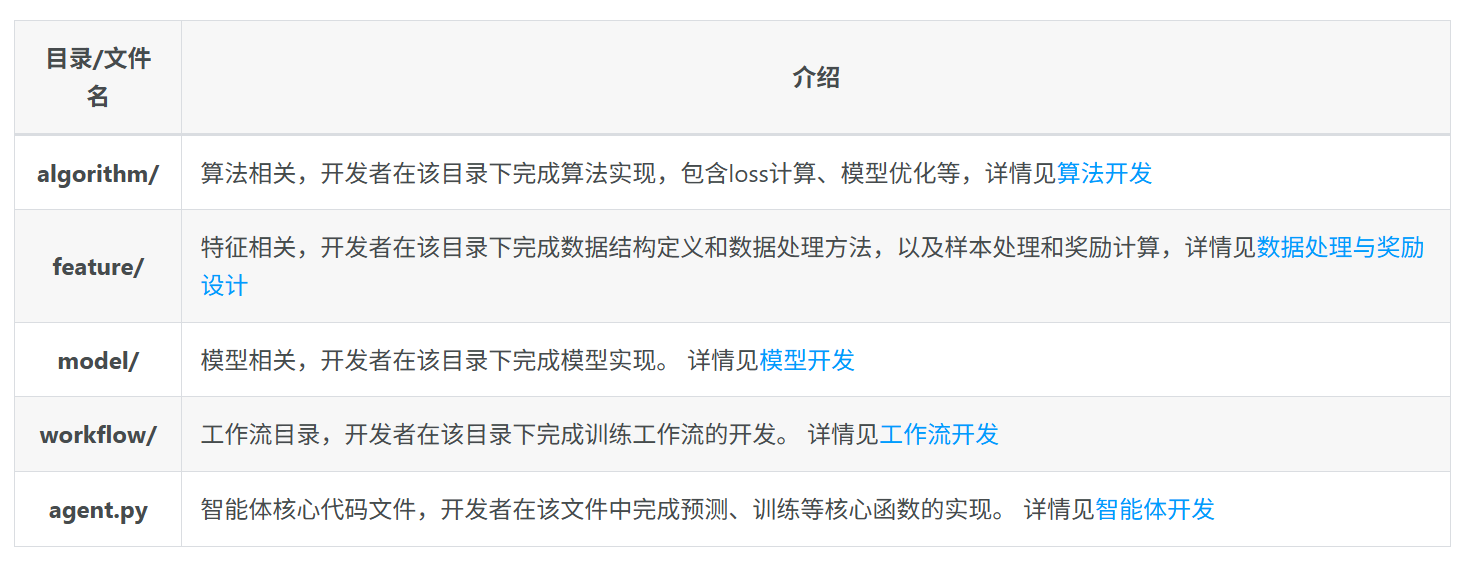 目录/文件
名
介绍
algorithm/
算法相关，开发者在该目录下完成算法实现，包含loss计算、模型优化等，详情见算法开发
feature/
特征相关，开发者在该目录下完成数据结构定义和数据处理方法，以及样本处理和奖励计算，详情见数据处理与奖励
设计
model/
模型相关，开发者在该目录下完成模型实现。 详情见模型开发
workflow/
工作流目录，开发者在该目录下完成训练工作流的开发。 详情见工作流开发
agent.py
智能体核心代码文件，开发者在该文件中完成预测、训练等核心函数的实现。 详情见智能体开发